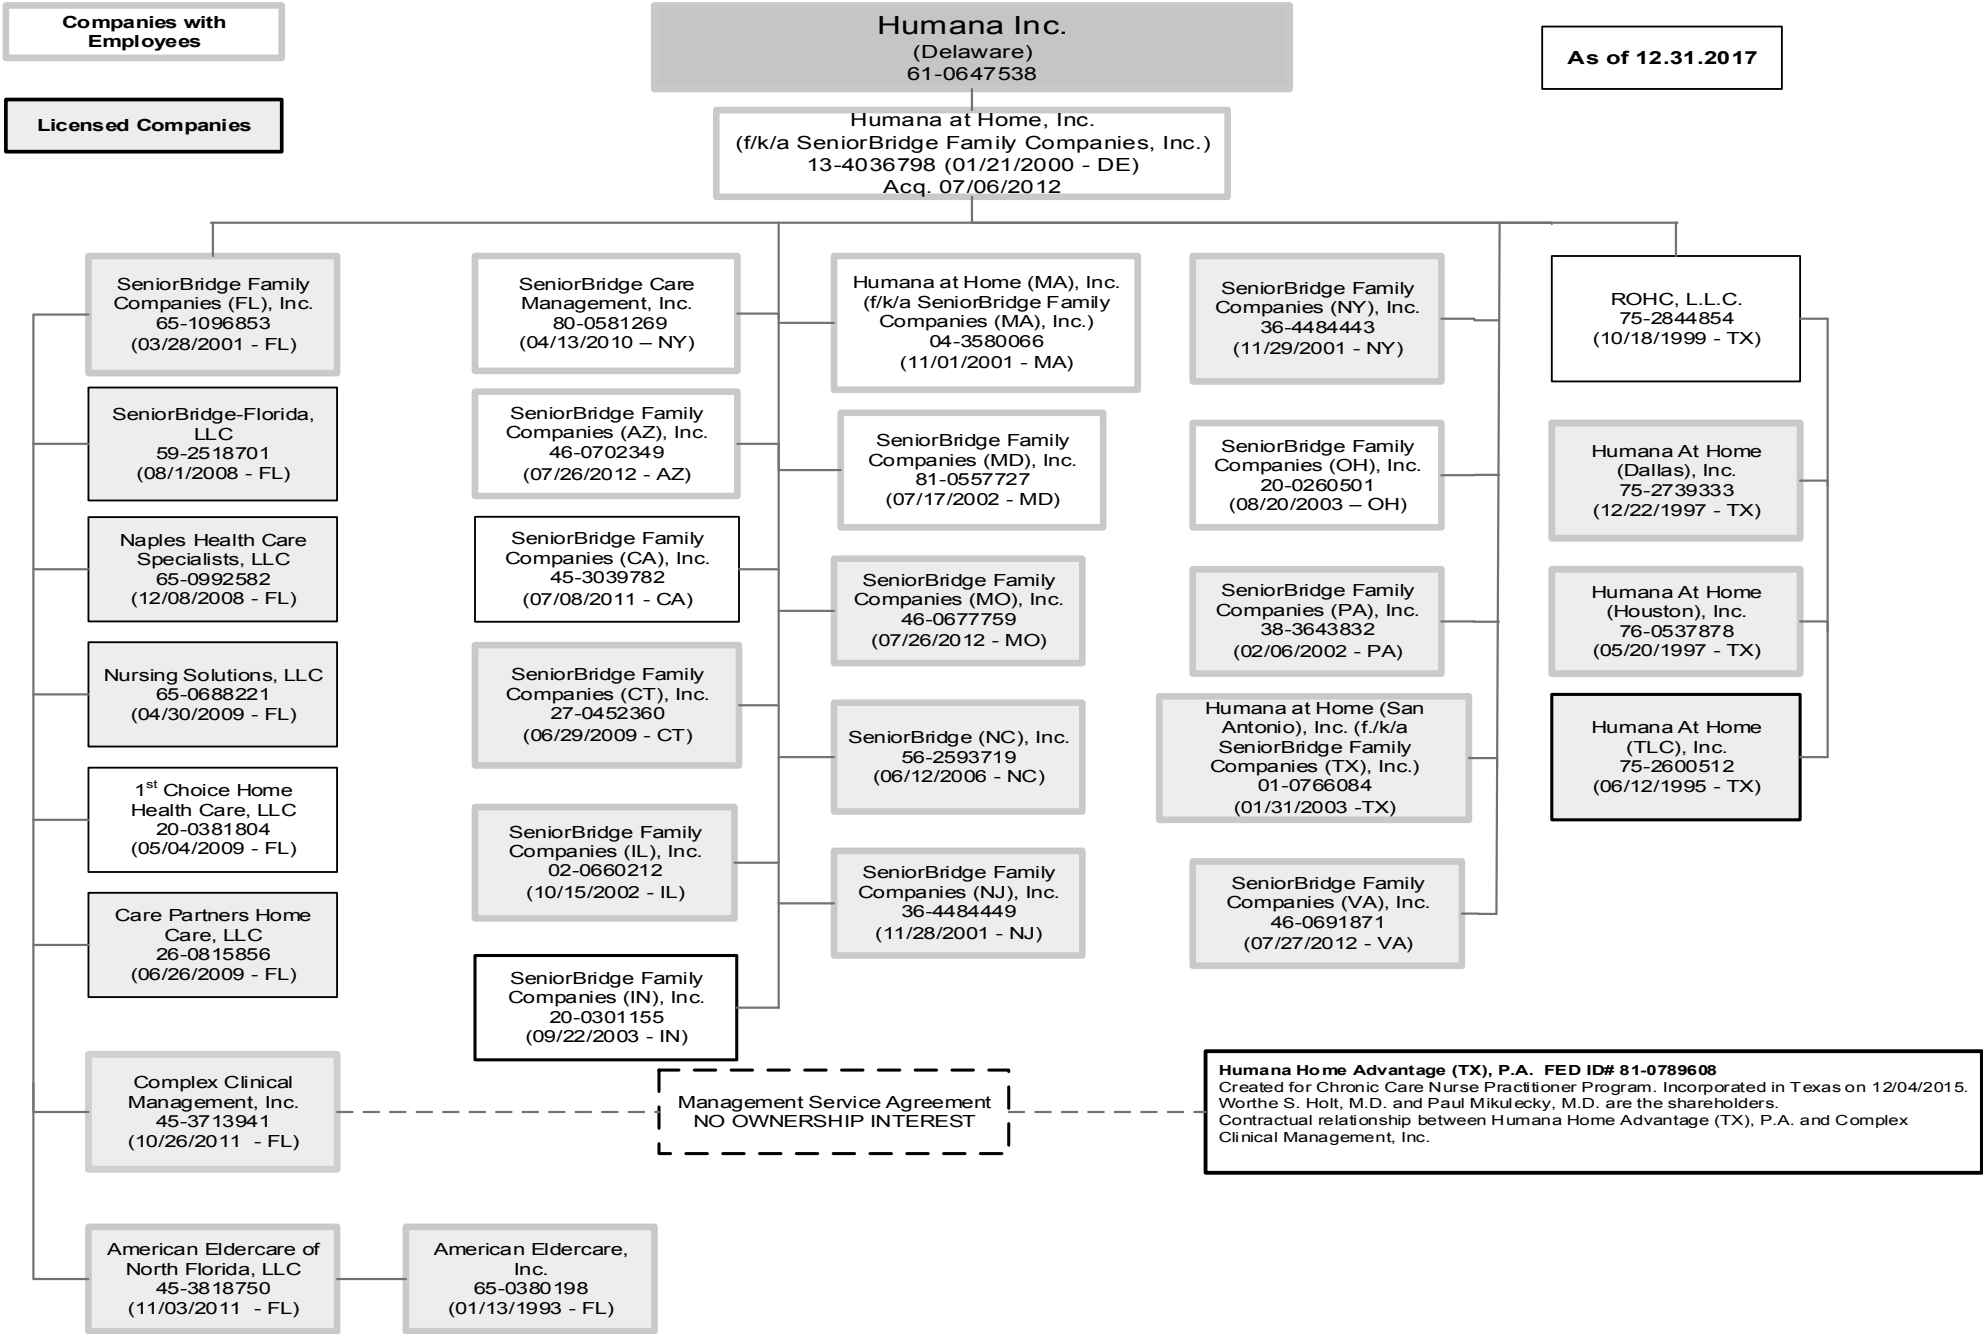 Companies with
Employees
Licensed Companies
Humana Inc.
(Delaware)
61-0647538
As of 12.31.2017
Humana at Home, Inc.
(f/k/a SeniorBridge Family Companies, Inc.)
13-4036798 (01/21/2000 - DE)
Acq. 07/06/2012
SeniorBridge Family
Companies (FL), Inc.
65-1096853
(03/28/2001 - FL)
SeniorBridge-Florida,
LLC
59-2518701
(08/1/2008 - FL)
Naples Health Care
Specialists, LLC
65-0992582
(12/08/2008 - FL)
Nursing Solutions, LLC
65-0688221
(04/30/2009 - FL)
1st Choice Home
Health Care, LLC
20-0381804
(05/04/2009 - FL)
Care Partners Home
Care, LLC
26-0815856
(06/26/2009 - FL)
Complex Clinical
Management, Inc.
45-3713941
(10/26/2011 - FL)
American Eldercare of
North Florida, LLC
45-3818750
(11/03/2011 - FL)
American Eldercare,
Inc.
65-0380198
(01/13/1993 - FL)
SeniorBridge Care
Management, Inc.
80-0581269
(04/13/2010 – NY)
SeniorBridge Family
Companies (AZ), Inc.
46-0702349
(07/26/2012 - AZ)
SeniorBridge Family
Companies (CA), Inc.
45-3039782
(07/08/2011 - CA)
SeniorBridge Family
Companies (CT), Inc.
27-0452360
(06/29/2009 - CT)
SeniorBridge Family
Companies (IL), Inc.
02-0660212
(10/15/2002 - IL)
SeniorBridge Family
Companies (IN), Inc.
20-0301155
(09/22/2003 - IN)
Humana at Home (MA), Inc.
(f/k/a SeniorBridge Family
Companies (MA), Inc.)
04-3580066
(11/01/2001 - MA)
SeniorBridge Family
Companies (MD), Inc.
81-0557727
(07/17/2002 - MD)
SeniorBridge Family
Companies (MO), Inc.
46-0677759
(07/26/2012 - MO)
SeniorBridge (NC), Inc.
56-2593719
(06/12/2006 - NC)
SeniorBridge Family
Companies (NJ), Inc.
36-4484449
(11/28/2001 - NJ)
SeniorBridge Family
Companies (NY), Inc.
36-4484443
(11/29/2001 - NY)
SeniorBridge Family
Companies (OH), Inc.
20-0260501
(08/20/2003 – OH)
SeniorBridge Family
Companies (PA), Inc.
38-3643832
(02/06/2002 - PA)
Humana at Home (San
Antonio), Inc. (f./k/a
SeniorBridge Family
Companies (TX), Inc.)
01-0766084
(01/31/2003 -TX)
SeniorBridge Family
Companies (VA), Inc.
46-0691871
(07/27/2012 - VA)
ROHC, L.L.C.
75-2844854
(10/18/1999 - TX)
Humana At Home
(Dallas), Inc.
75-2739333
(12/22/1997 - TX)
Humana At Home
(Houston), Inc.
76-0537878
(05/20/1997 - TX)
Humana At Home
(TLC), Inc.
75-2600512
(06/12/1995 - TX)
Management Service Agreement
NO OWNERSHIP INTEREST
Humana Home Advantage (TX), P.A. FED ID# 81-0789608
Created for Chronic Care Nurse Practitioner Program. Incorporated in Texas on 12/04/2015.
Worthe S. Holt, M.D. and Paul Mikulecky, M.D. are the shareholders.
Contractual relationship between Humana Home Advantage (TX), P.A. and Complex
Clinical Management, Inc.